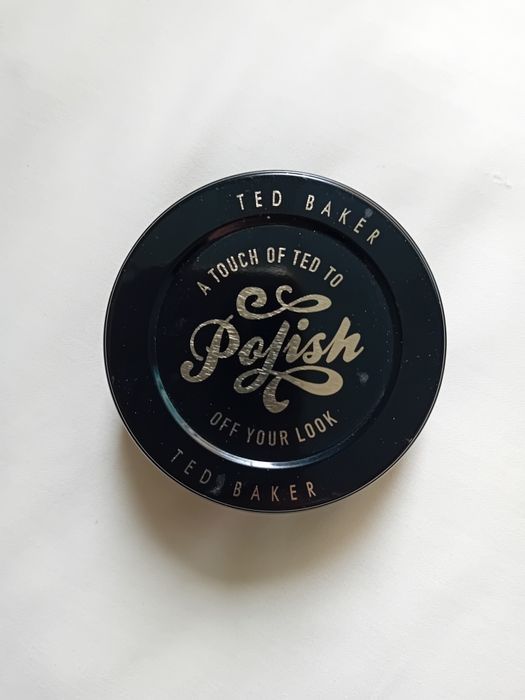 TED BAKER
A TOUCH OF TED TO
Polish
OFF YOUR LOOK
TED BAKER